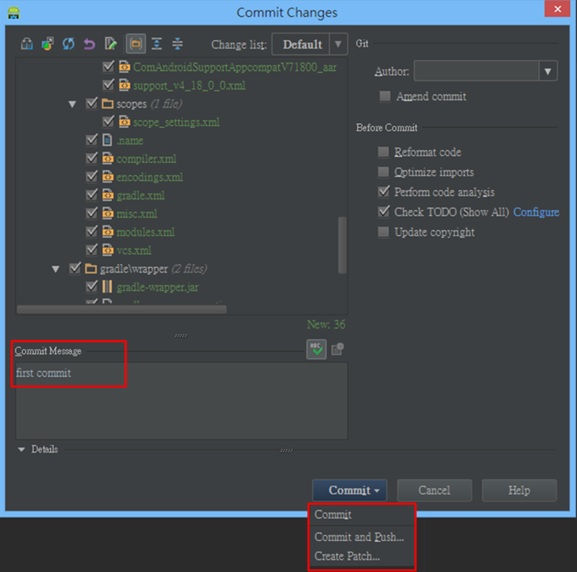 Commit Changes
Change list: Default
Git
ComAndroidSupportAppcompatV71800_aar
support_v4_18_0_0.xml
scopes (1 file)
scope_settings.xml
.name
compiler.xml
encodings.xml
gradle.xml
misc.xml
modules.xml
vcs.xml
gradle\wrapper (2 files)
gradle-wrapper.jar
New: 36
Author:
Amend commit
Before Commit
Reformat code
Optimize imports
Perform code analysis
Check TODO (Show All) Configure
Update copyright
Commit Message
ABC
first commit
Details
Commit
Cancel
Help
Commit
Commit and Push...
Create Patch...